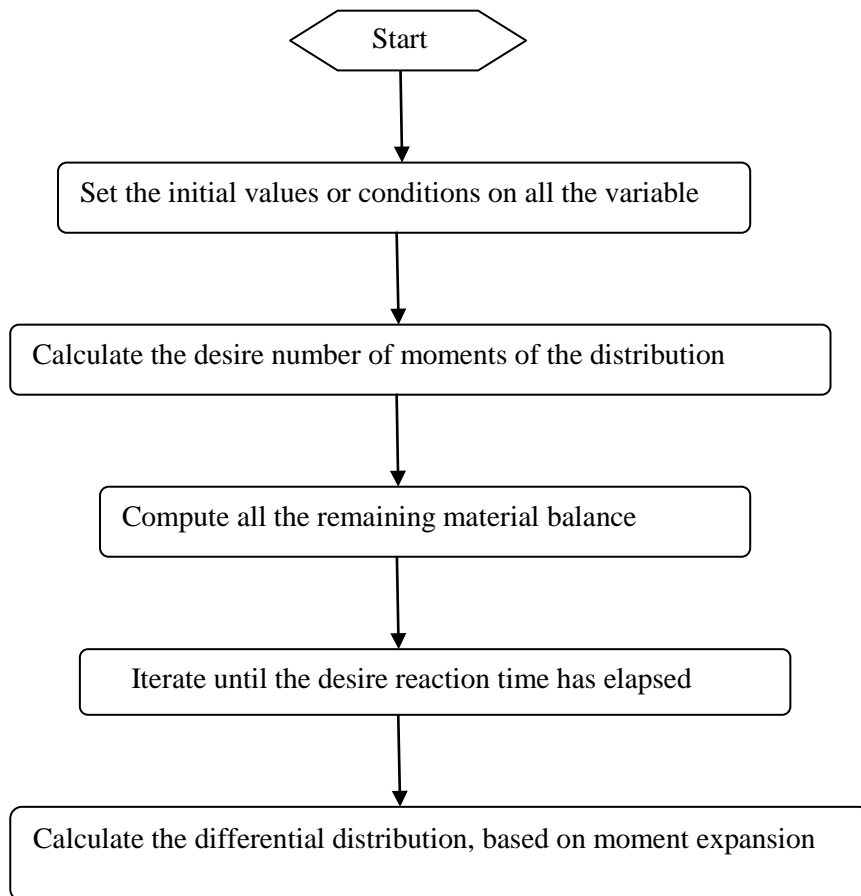 Start
Set the initial values or conditions on all the variable
Calculate the desire number of moments of the distribution
Compute all the remaining material balance
Iterate until the desire reaction time has elapsed
Calculate the differential distribution, based on moment expansion